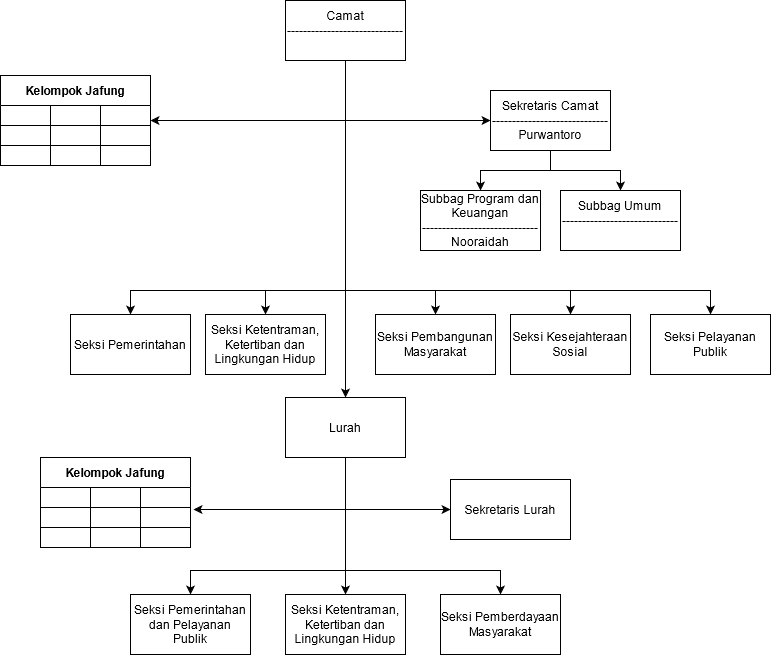 Camat
Kelompok Jafung
Sekretaris Camat
Purwantoro
Subbag Program dan
Keuangan
Nooraidah
Subbag Umum
Seksi Pemerintahan
Seksi Ketentraman,
Ketertiban dan
Lingkungan Hidup
Seksi Pembangunan
Masyarakat
Seksi Kesejahteraan
Sosial
Seksi Pelayanan
Publik
Lurah
Kelompok Jafung
Sekretaris Lurah
Seksi Pemerintahan
dan Pelayanan
Publik
Seksi Ketentraman,
Ketertiban dan
Lingkungan Hidup
Seksi Pemberdayaan
Masyarakat